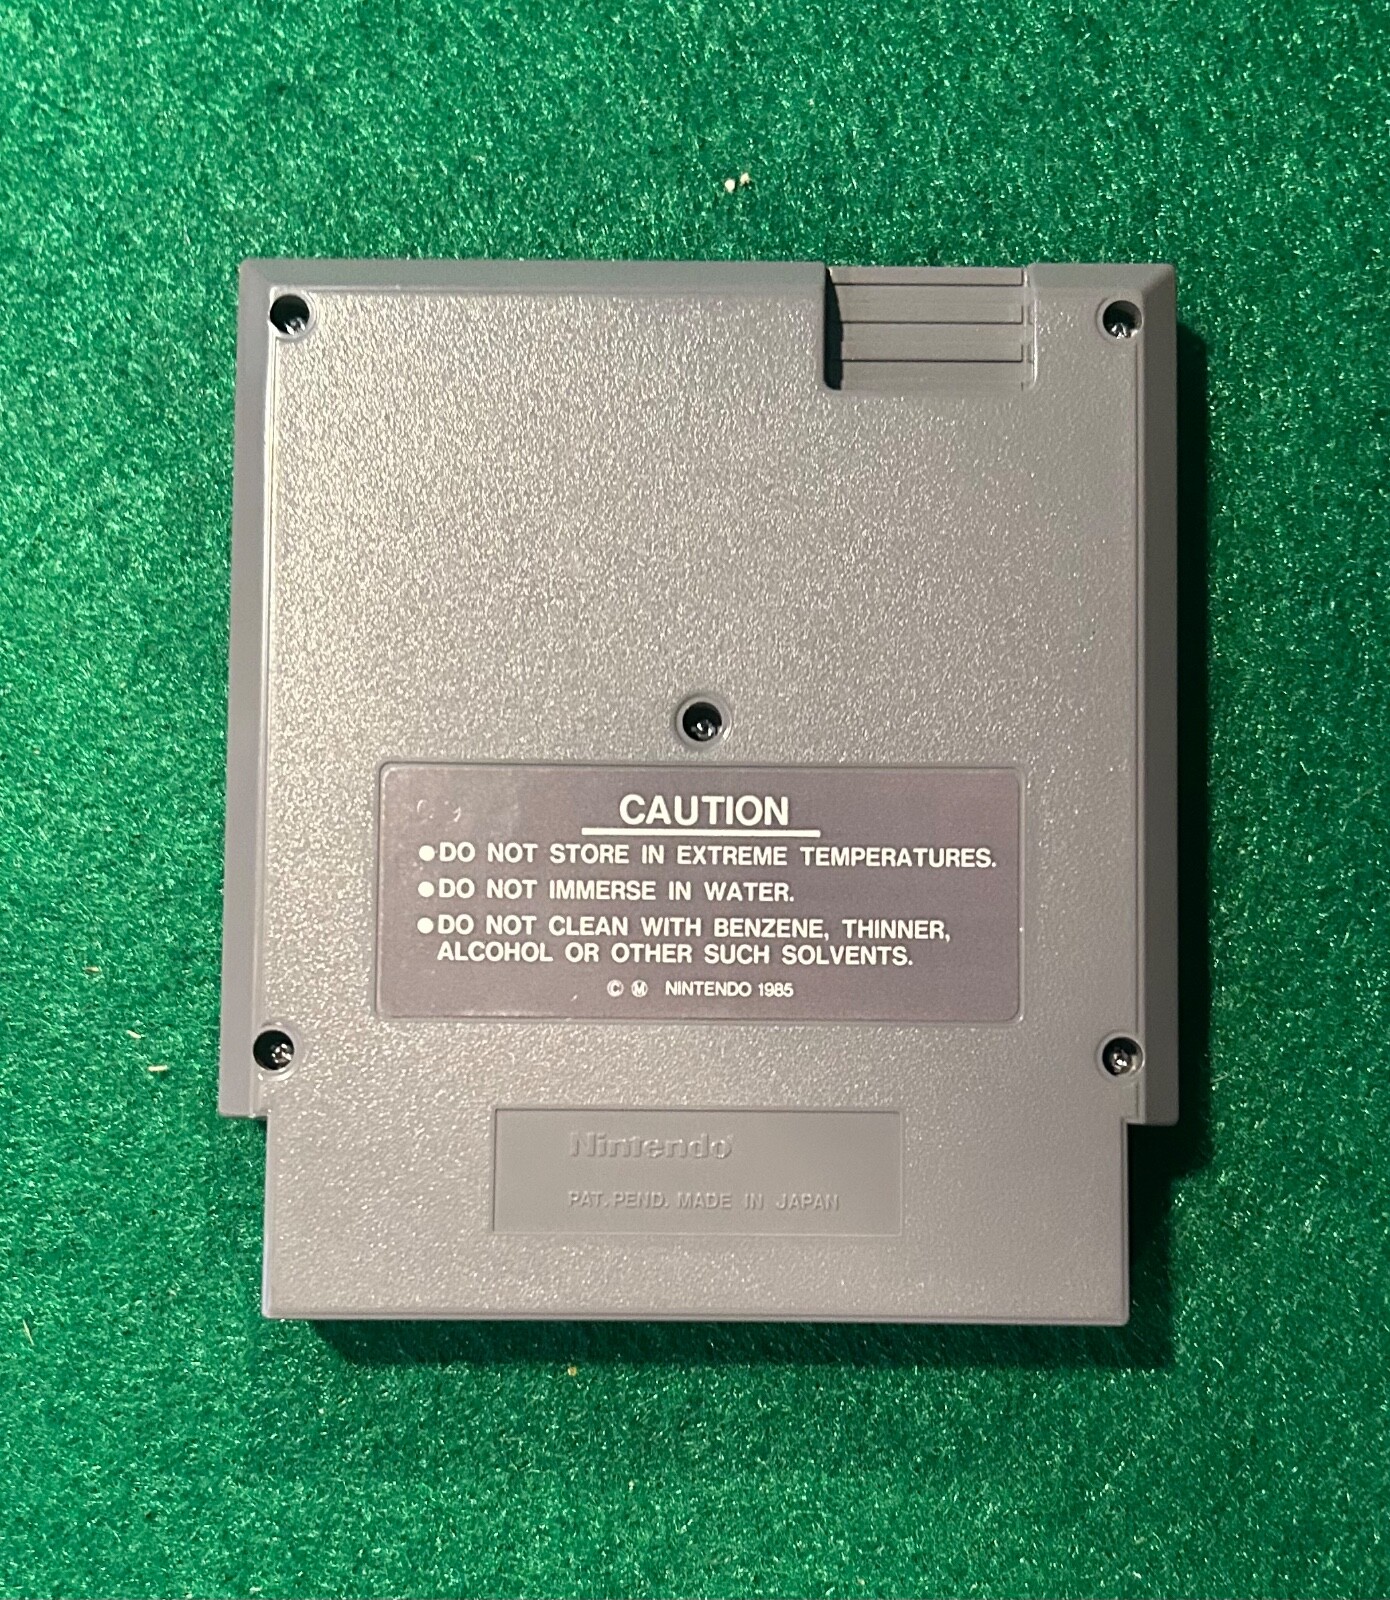 CAUTION
●DO NOT STORE IN EXTREME TEMPERATURES.
●DO NOT IMMERSE IN WATER.
●DO NOT CLEAN WITH BENZENE, THINNER,
ALCOHOL OR OTHER SUCH SOLVENTS.
© Ⓜ NINTENDO 1985
Nintendo
PAT. PEND. MADE IN JAPAN